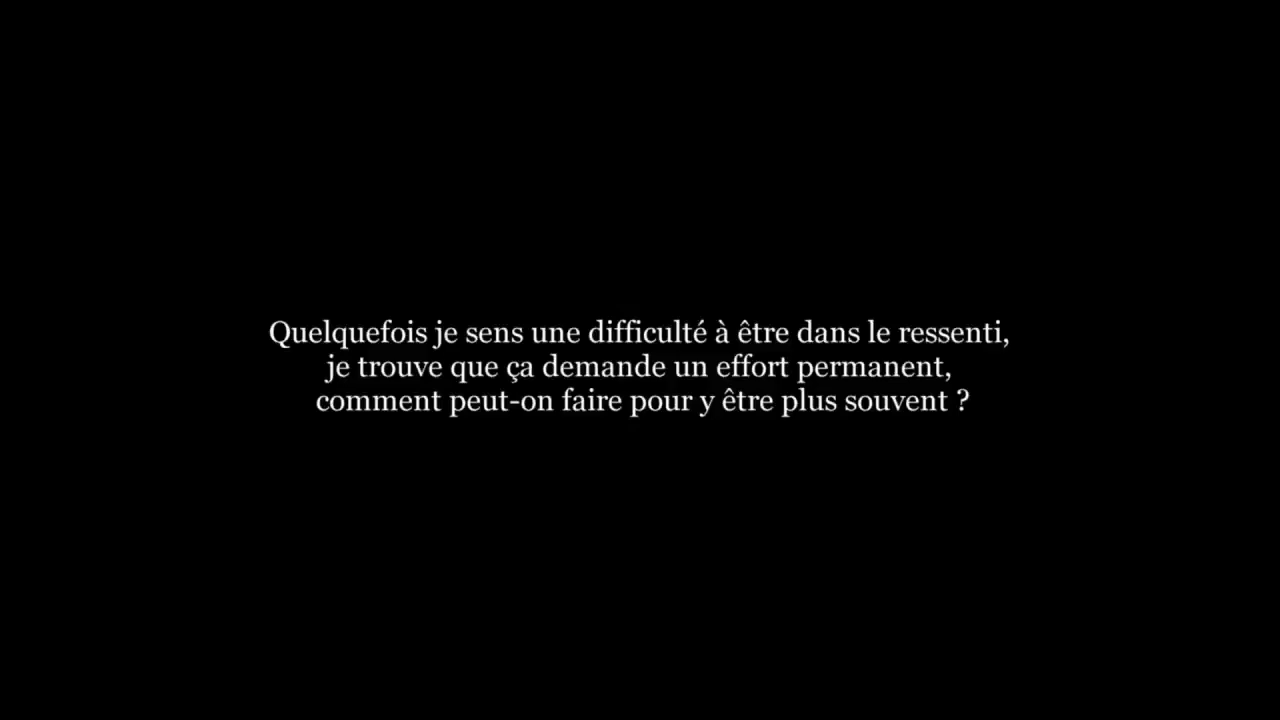 Quelquefois je sens une difficulté à être dans le ressenti,
je trouve que ça demande un effort permanent,
comment peut-on faire pour y être plus souvent ?